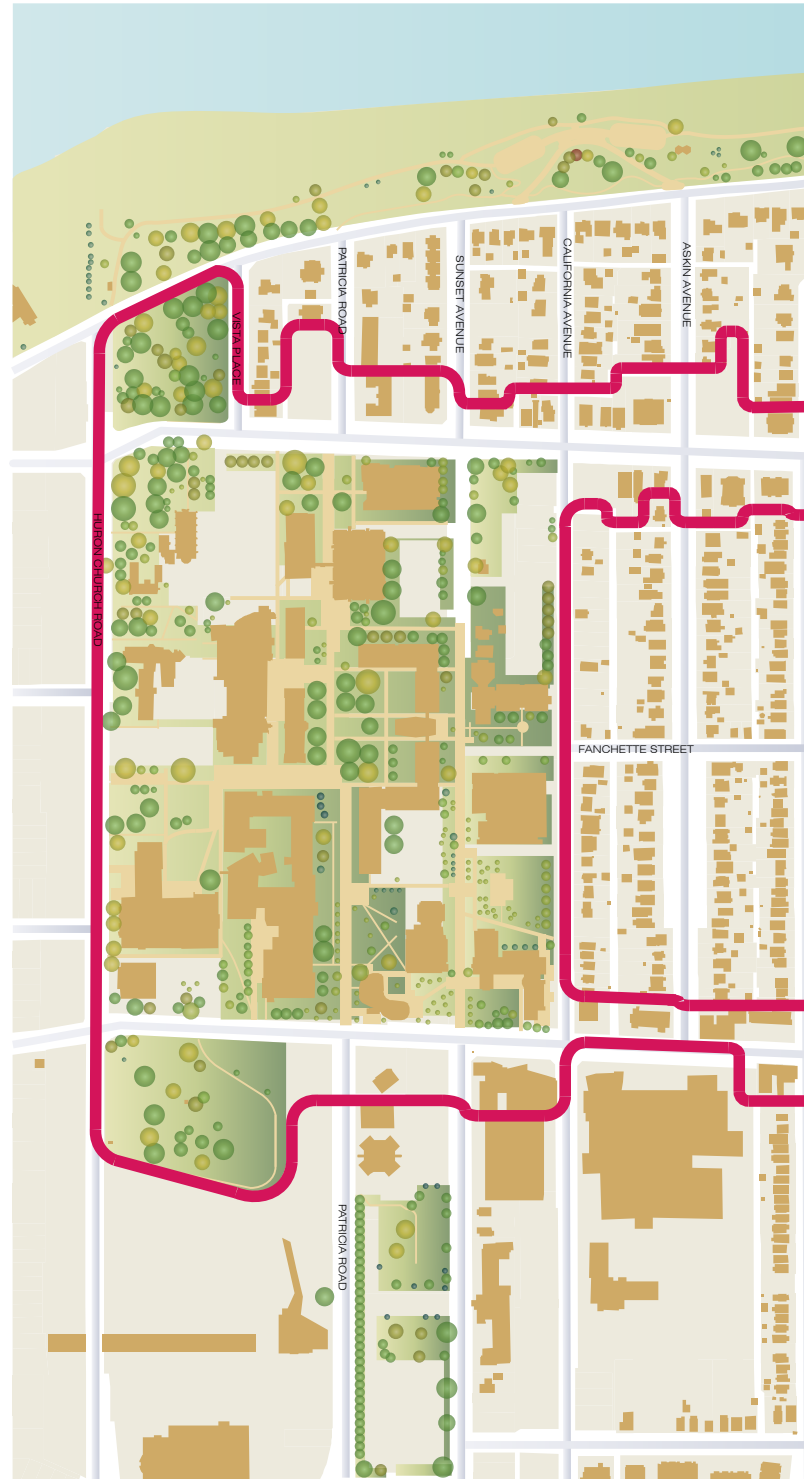 PATRICIA ROAD
SUNSET AVENUE
CALIFORNIA AVENUE
ASKIN AVENUE
VISTA PLACE
HURON CHURCH ROAD
FANCHETTE STREET
PATRICIA ROAD